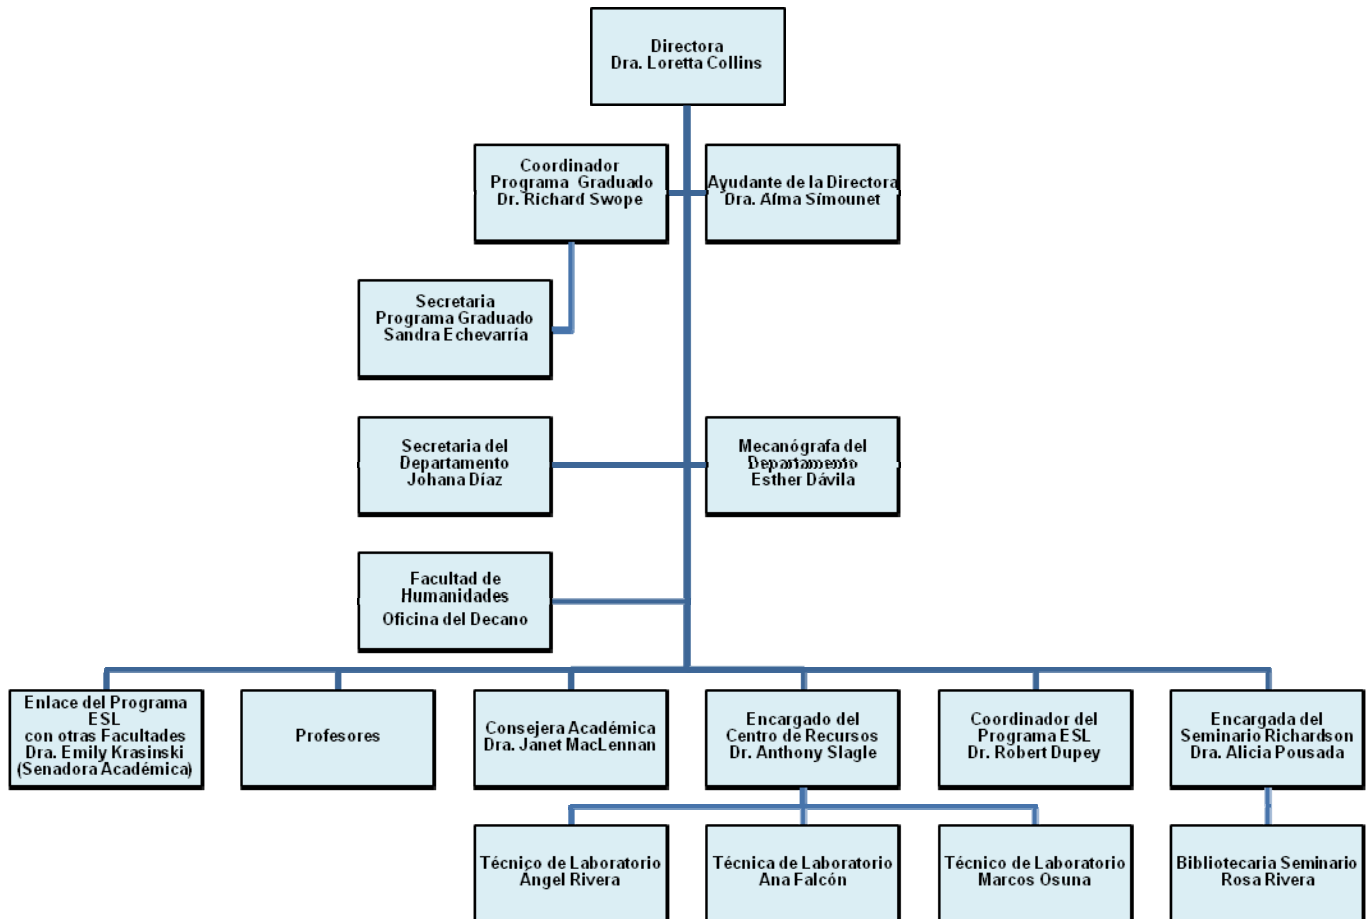 Directora
Dra. Loretta Collins
Coordinador
Programa Graduado
Dr. Richard Swope
Ayudante de la Directora
Dra. Alma Simounet
Secretaria
Programa Graduado
Sandra Echevarría
Secretaria del
Departamento
Johana Díaz
Mecanógrafa del
Departamento
Esther Dávila
Facultad de
Humanidades
Oficina del Decano
Enlace del Programa
ESL
con otras Facultades
Dra. Emily Krasinski
(Senadora Académica)
Profesores
Consejera Académica
Dra. Janet MacLennan
Encargado del
Centro de Recursos
Dr. Anthony Slagle
Coordinador del
Programa ESL
Dr. Robert Dupey
Encargada del
Seminario Richardson
Dra. Alicia Pousada
Técnico de Laboratorio
Angel Rivera
Técnica de Laboratorio
Ana Falcón
Técnico de Laboratorio
Marcos Osuna
Bibliotecaria Seminario
Rosa Rivera